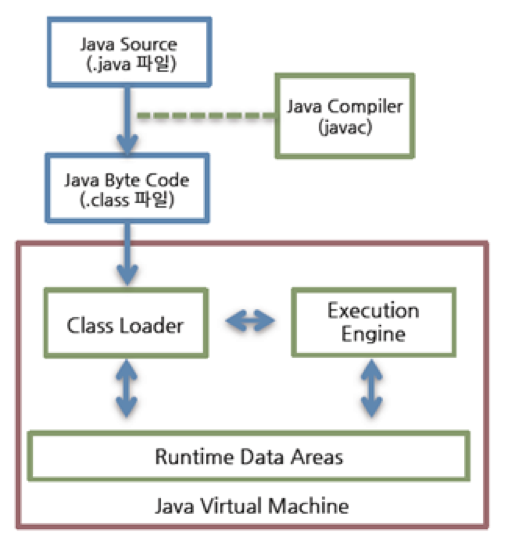 Java Source
(.java 파일)
Java Compiler
(javac)
Java Byte Code
(.class 파일)
Class Loader
Execution
Engine
Runtime Data Areas
Java Virtual Machine